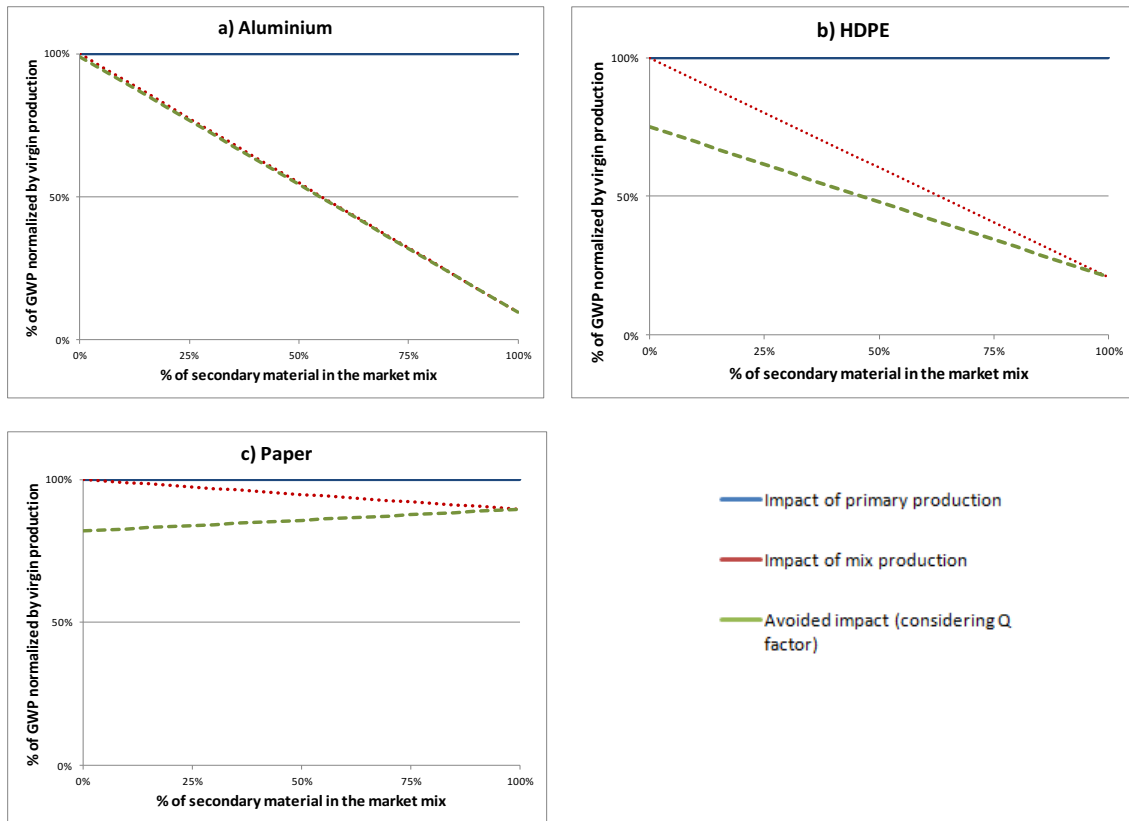 a) Aluminium
% of GWP normalized by virgin production
100%
50%
0%
0%
25%
50%
75%
100%
% of secondary material in the market mix
b) HDPE
% of GWP normalized by virgin production
100%
50%
0%
0%
25%
50%
75%
100%
% of secondary material in the market mix
c) Paper
% of GWP normalized by virgin production
100%
50%
0%
0%
25%
50%
75%
100%
% of secondary material in the market mix
Impact of primary production
Impact of mix production
Avoided impact (considering Q
factor)